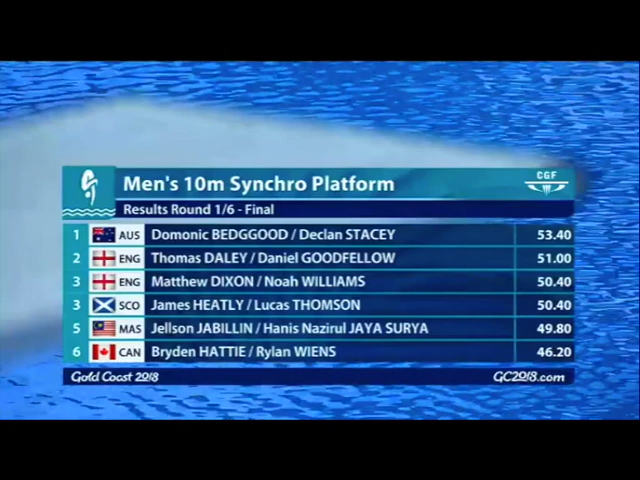 CGF
Men's 10m Synchro Platform
Results Round 1/6 - Final
1 AUS Domonic BEDGGOOD / Declan STACEY 53.40
2 ENG Thomas DALEY / Daniel GOODFELLOW 51.00
3 ENG Matthew DIXON / Noah WILLIAMS 50.40
3 SCO James HEATLY / Lucas THOMSON 50.40
5 MAS Jellson JABILLIN / Hanis Nazirul JAYA SURYA 49.80
6 CAN Bryden HATTIE / Rylan WIENS 46.20
Gold Coast 2018 GC2018.com